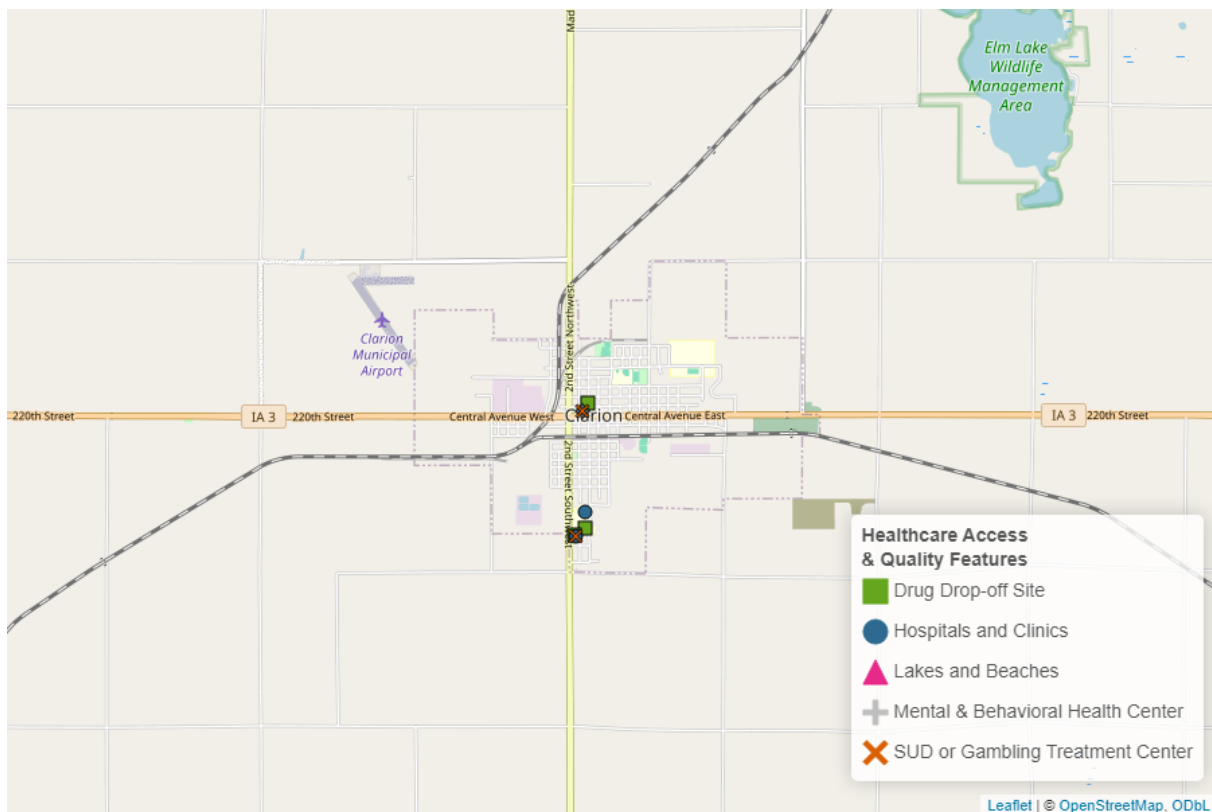 Mad
Elm Lake
Wildlife
Management
Area
Clarion
Municipal
Airport
2nd Street Northwest
220th Street
IA 3
220th Street
Central Avenue West
Clarion
Central Avenue East
IA 3
220th Street
2nd Street Southwest
Healthcare Access
& Quality Features
Drug Drop-off Site
Hospitals and Clinics
Lakes and Beaches
Mental & Behavioral Health Center
SUD or Gambling Treatment Center
Leaflet | © OpenStreetMap, ODbL